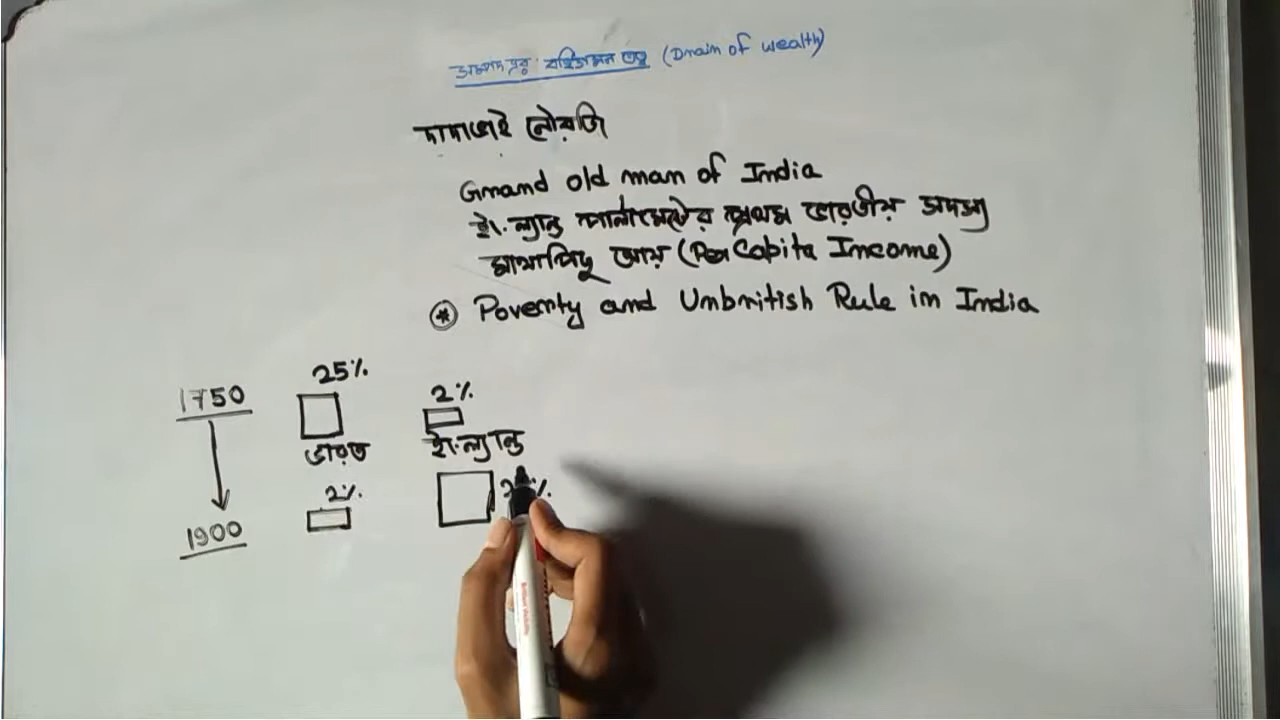 সম্পদের বহির্গমন তত্ত্ব (Drain of wealth)
দাদাভাই নৌরজি
Grand old man of India
ইংল্যান্ড পার্লামেন্টের প্রথম ভারতীয় সদস্য
মাথাপিছু আয় (Per Capita Income)
* Poverty and Unbritish Rule in India
25%
2%
1750
ভারত
ইংল্যান্ড
2%
1900